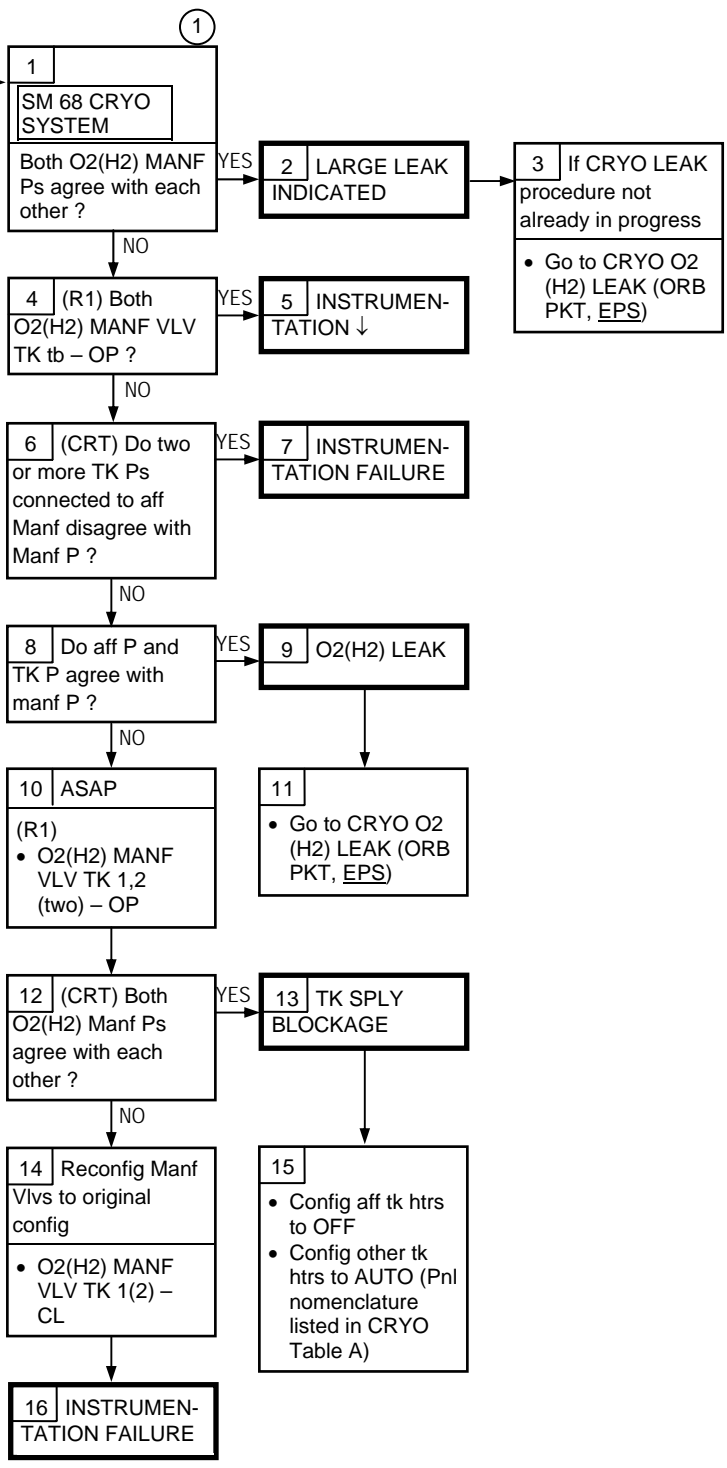 1
1
SM 68 CRYO
SYSTEM
Both O2(H2) MANF
Ps agree with each
other ?
YES
2 LARGE LEAK
INDICATED
3 If CRYO LEAK
procedure not
already in progress
• Go to CRYO O2
(H2) LEAK (ORB
PKT, EPS)
NO
4 (R1) Both
O2(H2) MANF VLV
TK tb – OP ?
YES
5 INSTRUMEN-
TATION ↓
NO
6 (CRT) Do two
or more TK Ps
connected to aff
Manf disagree with
Manf P ?
YES
7 INSTRUMEN-
TATION FAILURE
NO
8 Do aff P and
TK P agree with
manf P ?
YES
9 O2(H2) LEAK
NO
10 ASAP
(R1)
• O2(H2) MANF
VLV TK 1,2
(two) – OP
11
• Go to CRYO O2
(H2) LEAK (ORB
PKT, EPS)
12 (CRT) Both
O2(H2) Manf Ps
agree with each
other ?
YES
13 TK SPLY
BLOCKAGE
NO
14 Reconfig Manf
Vlvs to original
config
• O2(H2) MANF
VLV TK 1(2) –
CL
15
• Config aff tk htrs
to OFF
• Config other tk
htrs to AUTO (Pnl
nomenclature
listed in CRYO
Table A)
16 INSTRUMEN-
TATION FAILURE